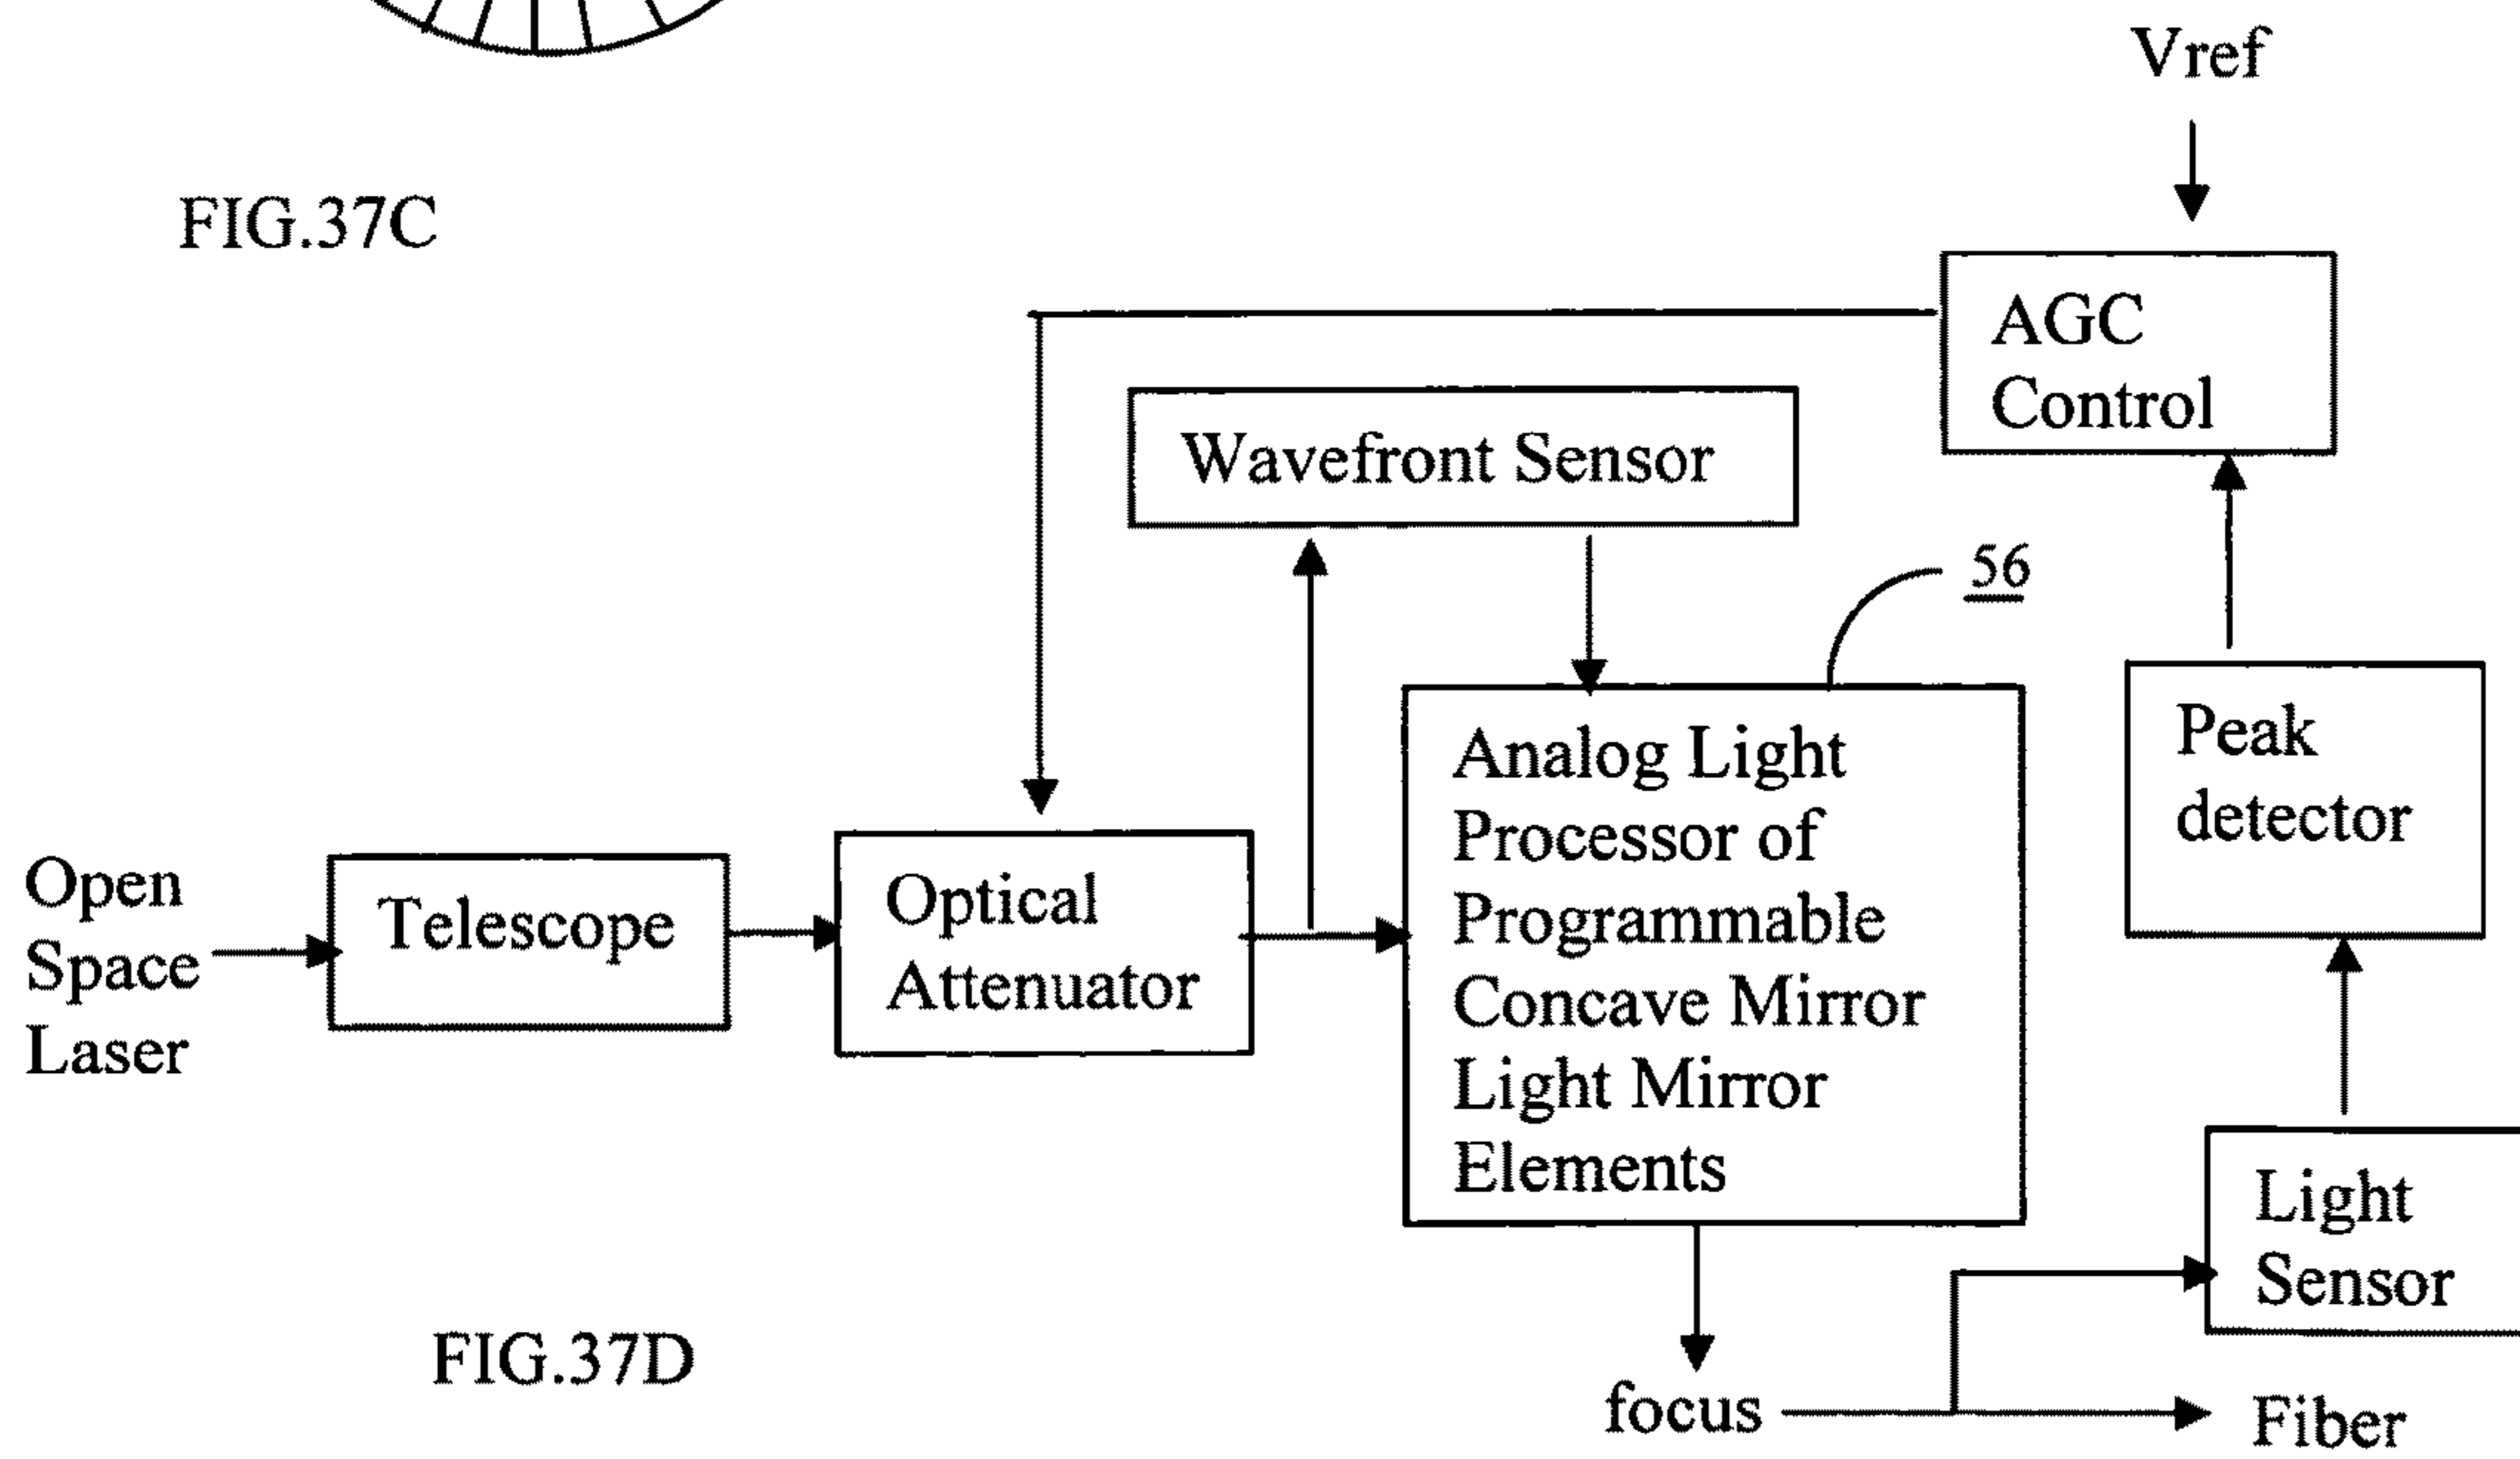 Vref
FIG.37C
AGC
Control
Wavefront Sensor
56
Peak
detector
Open
Space
Laser
Telescope
Optical
Attenuator
Analog Light
Processor of
Programmable
Concave Mirror
Light Mirror
Elements
Light
Sensor
FIG.37D
focus
Fiber